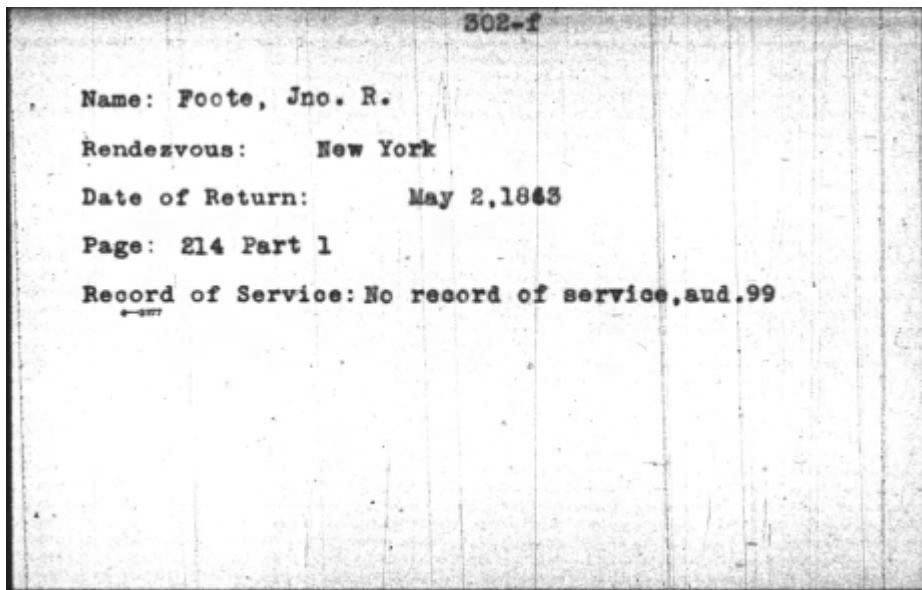 302-f
Name: Foote, Jno. R.
Rendezvous: New York
Date of Return: May 2,1863
Page: 214 Part 1
Record of Service: No record of service,aud.99